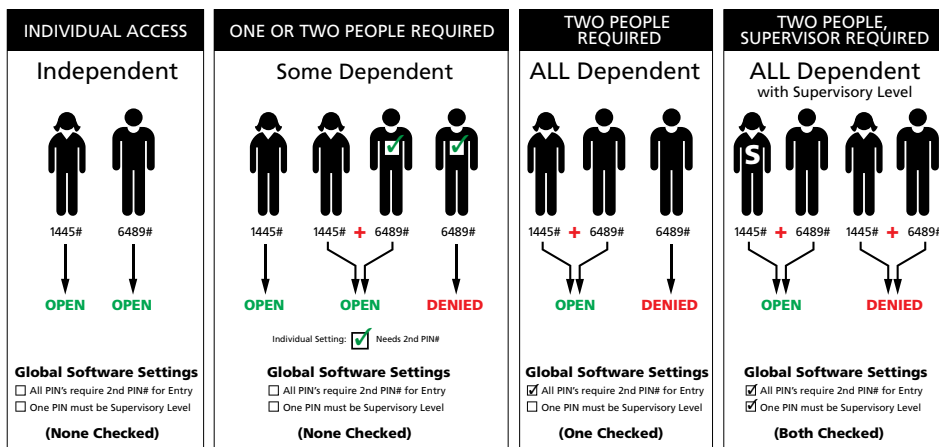 INDIVIDUAL ACCESS
Independent
1445# 6489#
OPEN OPEN
Global Software Settings
All PIN's require 2nd PIN# for Entry
One PIN must be Supervisory Level
(None Checked)
ONE OR TWO PEOPLE REQUIRED
Some Dependent
1445# 1445# + 6489# 6489#
OPEN OPEN DENIED
Individual Setting: Needs 2nd PIN#
Global Software Settings
All PIN's require 2nd PIN# for Entry
One PIN must be Supervisory Level
(None Checked)
TWO PEOPLE
REQUIRED
ALL Dependent
1445# + 6489# 6489#
OPEN DENIED
Global Software Settings
All PIN's require 2nd PIN# for Entry
One PIN must be Supervisory Level
(One Checked)
TWO PEOPLE,
SUPERVISOR REQUIRED
ALL Dependent
with Supervisory Level
S
1445# + 6489# 1445# + 6489#
OPEN DENIED
Global Software Settings
All PIN's require 2nd PIN# for Entry
One PIN must be Supervisory Level
(Both Checked)